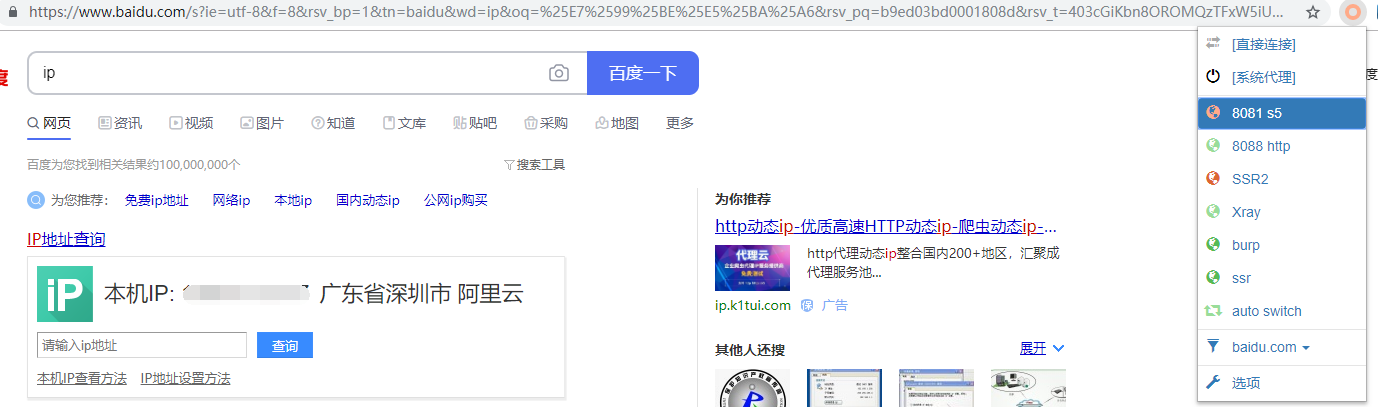 https://www.baidu.com/s?ie=utf-8&f=8&rsv_bp=1&tn=baidu&wd=ip&oq=%25E7%2599%25BE%25E5%25BA%25A6&rsv_pq=b9ed03bd0001808d&rsv_t=403cGiKbn8OROMQzTFxW5iU...
度
ip
百度一下
网页 资讯 视频 图片 知道 文库 贴吧 采购 地图 更多
百度为您找到相关结果约100,000,000个
搜索工具
为您推荐: 免费ip地址 网络ip 本地ip 国内动态ip 公网ip购买
IP地址查询
iP
本机IP: 广东省深圳市 阿里云
请输入ip地址
查询
本机IP查看方法 IP地址设置方法
为你推荐
http动态ip-优质高速HTTP动态ip-爬虫动态ip-...
代理云
免费测试
http代理动态ip整合国内200+地区，汇聚成
代理服务池...
ip.k1tui.com 广告
其他人还搜
展开
[直接连接]
[系统代理]
8081 s5
8088 http
SSR2
Xray
burp
ssr
auto switch
baidu.com
选项
度